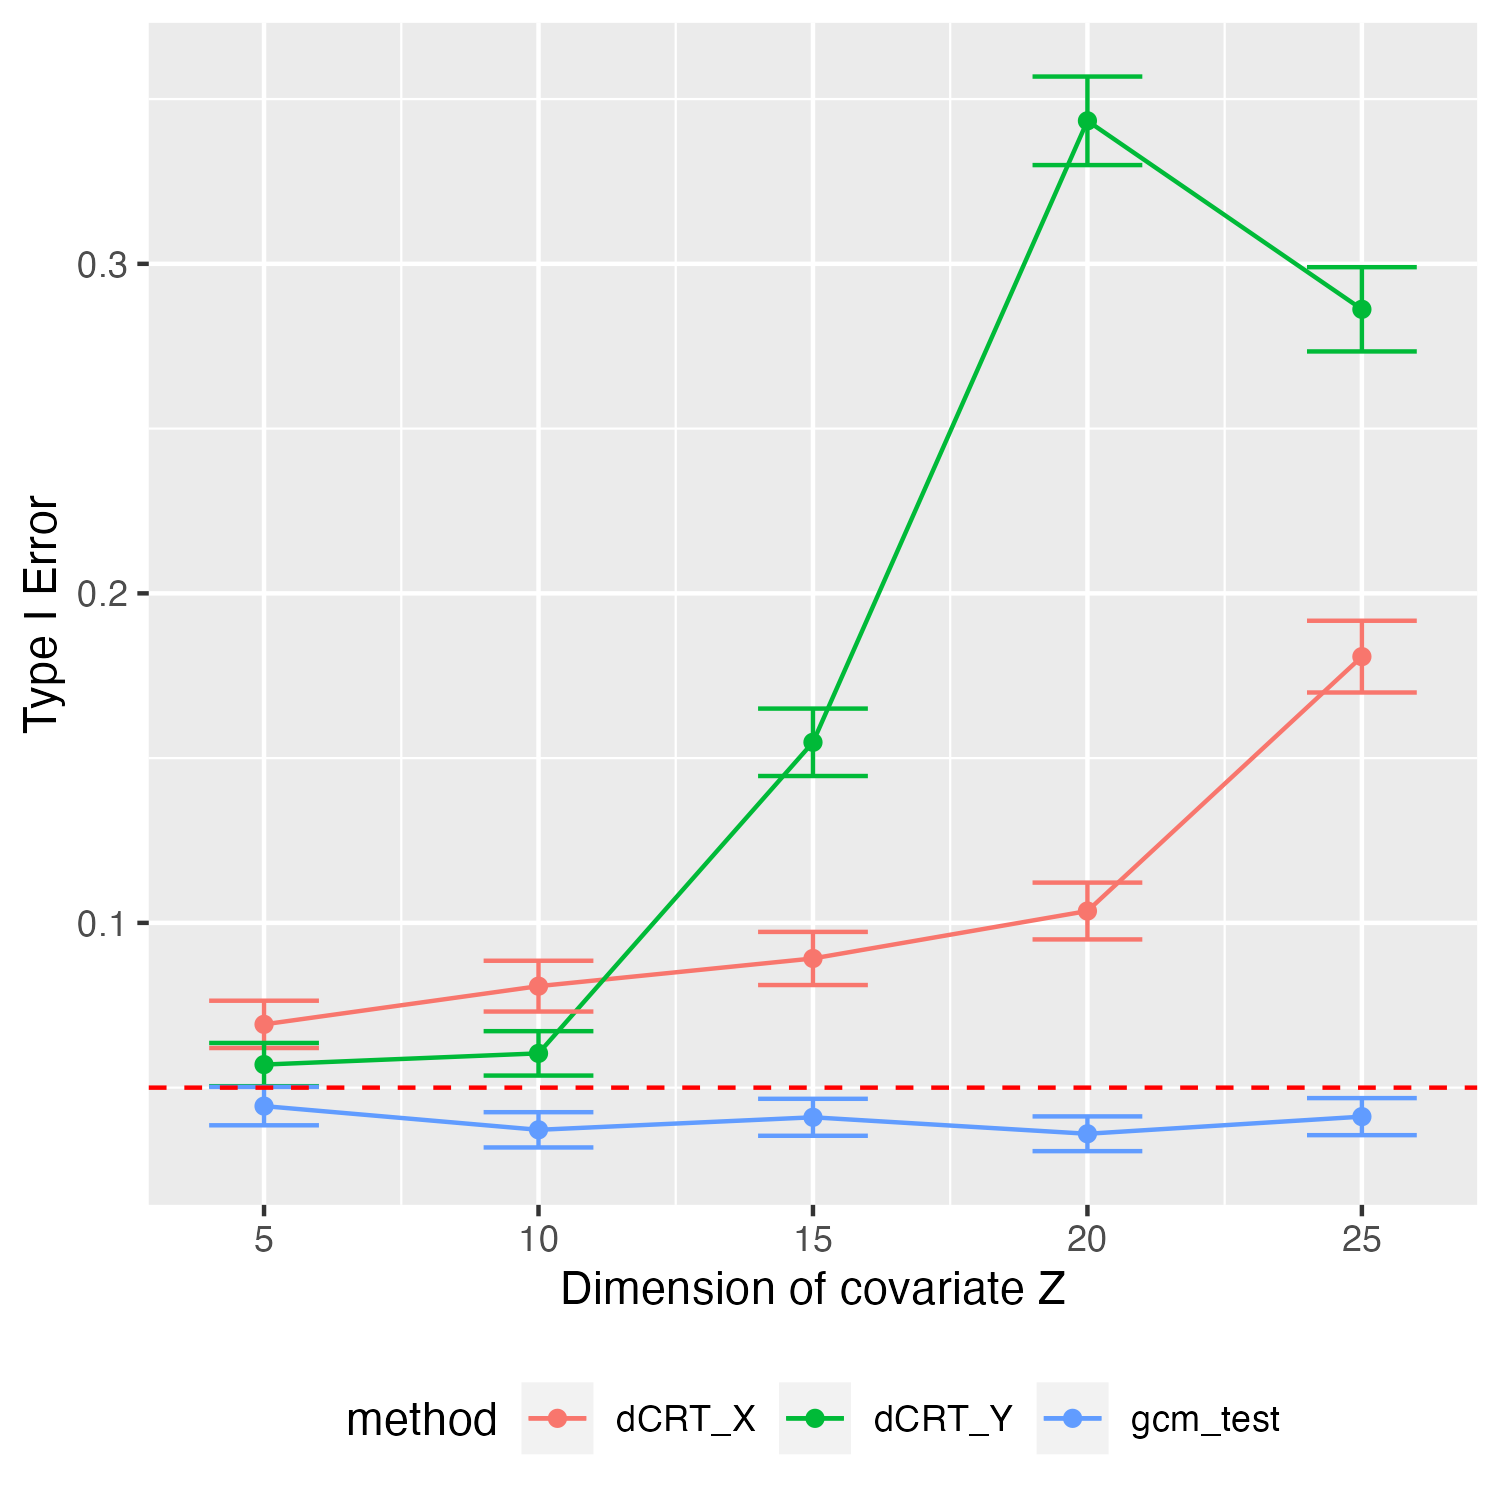 Type I Error
0.3
0.2
0.1
5 10 15 20 25
Dimension of covariate Z
method dCRT_X dCRT_Y gcm_test